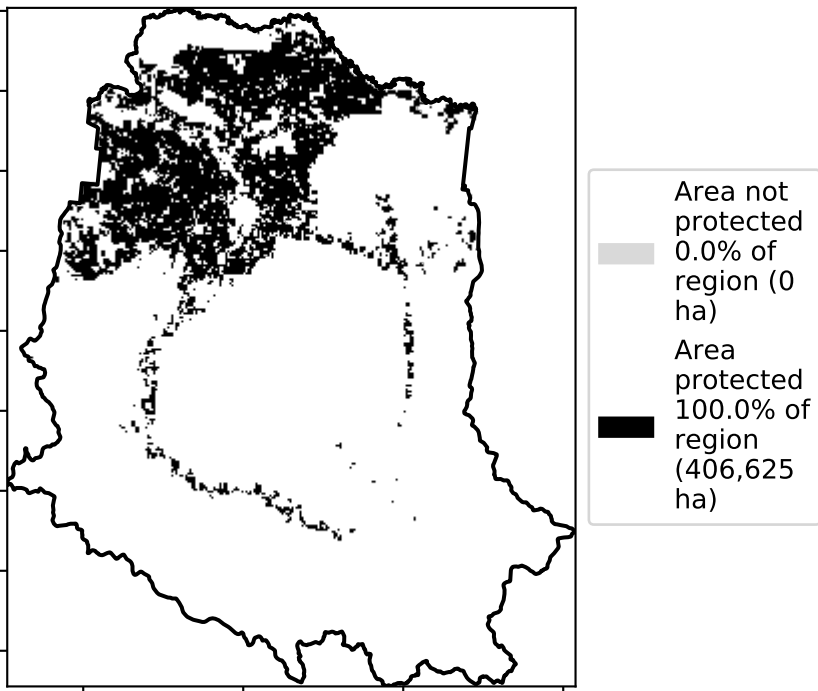 Area not
protected
0.0% of
region (0
ha)
Area
protected
100.0% of
region
(406,625
ha)